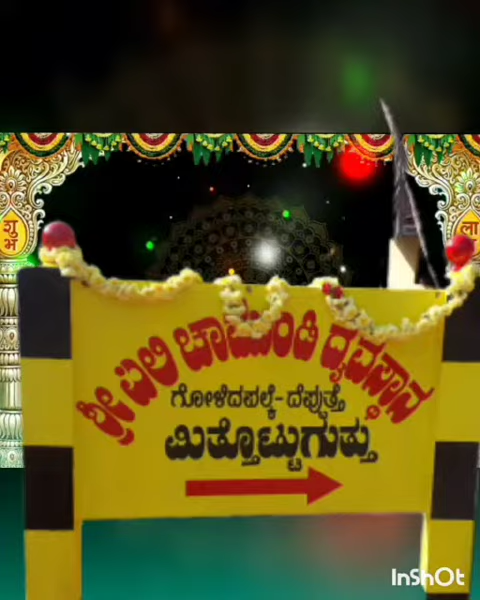 शुभ
ला
ಶ್ರೀ ಪಿಲಿ ಚಾಮುಂಡಿ ದೈವಸ್ಥಾನ
ಗೋಳಿದಪಲ್ಕೆ-ದೆಪ್ಪುತ್ತೆ
ಮಿತ್ತೊಟ್ಟುಗುತ್ತು
InShOt